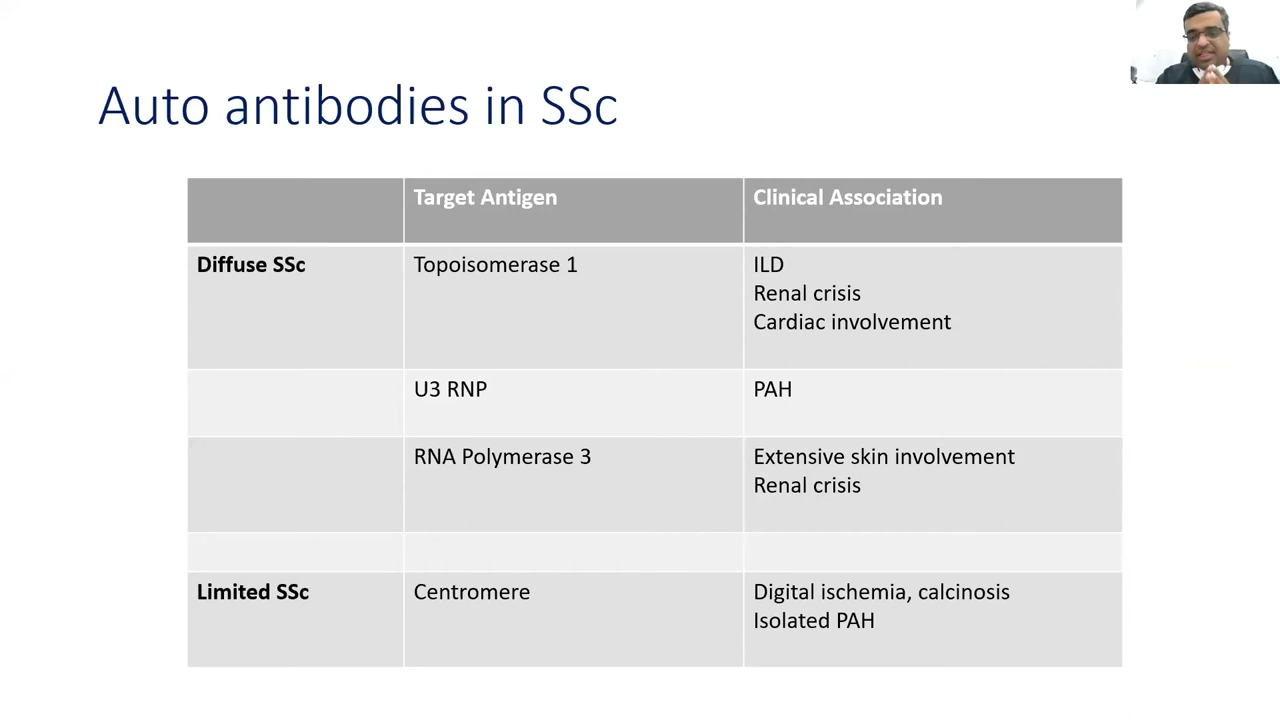 Auto antibodies in SSc
Target Antigen
Clinical Association
Diffuse SSc
Topoisomerase 1
ILD
Renal crisis
Cardiac involvement
U3 RNP
PAH
RNA Polymerase 3
Extensive skin involvement
Renal crisis
Limited SSc
Centromere
Digital ischemia, calcinosis
Isolated PAH